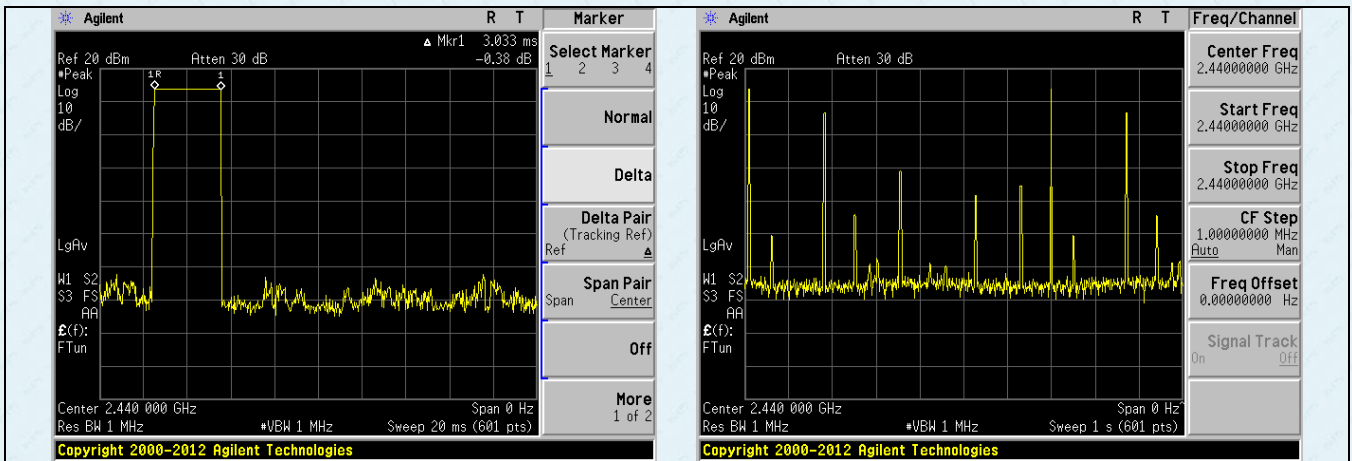 Agilent R T Marker
Δ Mkr1 3.033 ms
Ref 20 dBm Atten 30 dB -0.38 dB
#Peak
Log
10
dB/
1R 1
LgAv
W1 S2
S3 FS
AA
£(f):
FTun
Center 2.440 000 GHz Span 0 Hz
Res BW 1 MHz #VBW 1 MHz Sweep 20 ms (601 pts)
Copyright 2000-2012 Agilent Technologies
Select Marker
1 2 3 4
Normal
Delta
Delta Pair
(Tracking Ref)
Ref Δ
Span Pair
Span Center
Off
More
1 of 2
Agilent R T Freq/Channel
Ref 20 dBm Atten 30 dB
#Peak
Log
10
dB/
LgAv
W1 S2
S3 FS
AA
£(f):
FTun
Center 2.440 000 GHz Span 0 Hz^
Res BW 1 MHz #VBW 1 MHz Sweep 1 s (601 pts)
Copyright 2000-2012 Agilent Technologies
Center Freq
2.44000000 GHz
Start Freq
2.44000000 GHz
Stop Freq
2.44000000 GHz
CF Step
1.00000000 MHz
Auto Man
Freq Offset
0.00000000 Hz
Signal Track
On Off